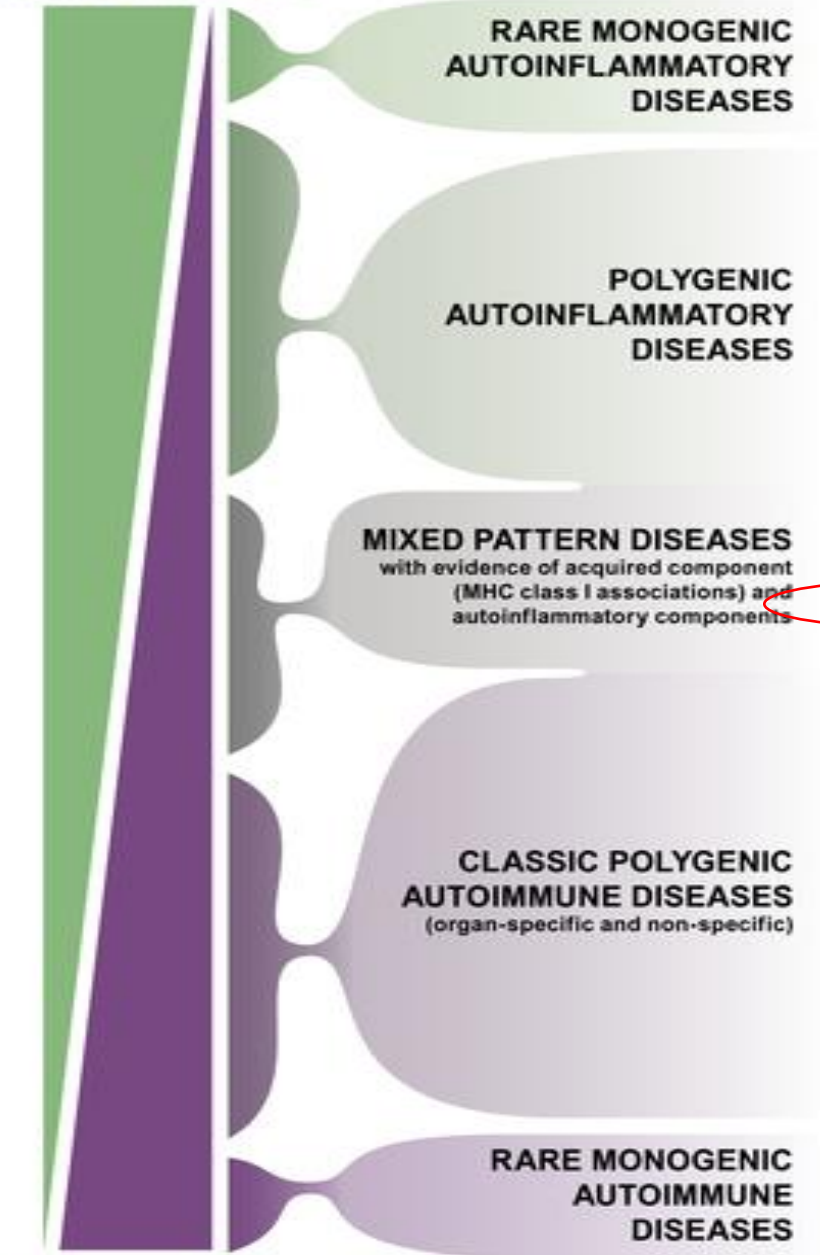 RARE MONOGENIC
AUTOINFLAMMATORY
DISEASES
POLYGENIC
AUTOINFLAMMATORY
DISEASES
MIXED PATTERN DISEASES
with evidence of acquired component
(MHC class I associations) and
autoinflammatory components
CLASSIC POLYGENIC
AUTOIMMUNE DISEASES
(organ-specific and non-specific)
RARE MONOGENIC
AUTOIMMUNE
DISEASES